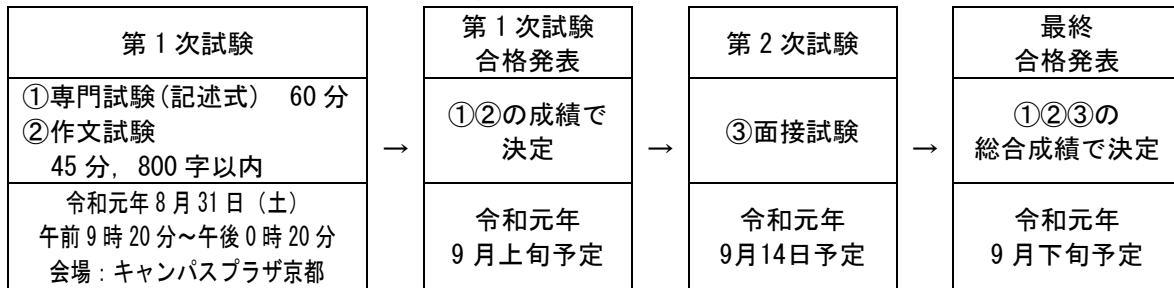 第1次試験
①専門試験（記述式）　60分
②作文試験
45分，800字以内
令和元年8月31日（土）
午前9時20分～午後0時20分
会場：キャンパスプラザ京都
→
第1次試験
合格発表
①②の成績で
決定
令和元年
9月上旬予定
→
第2次試験
③面接試験
令和元年
9月14日予定
→
最終
合格発表
①②③の
総合成績で決定
令和元年
9月下旬予定